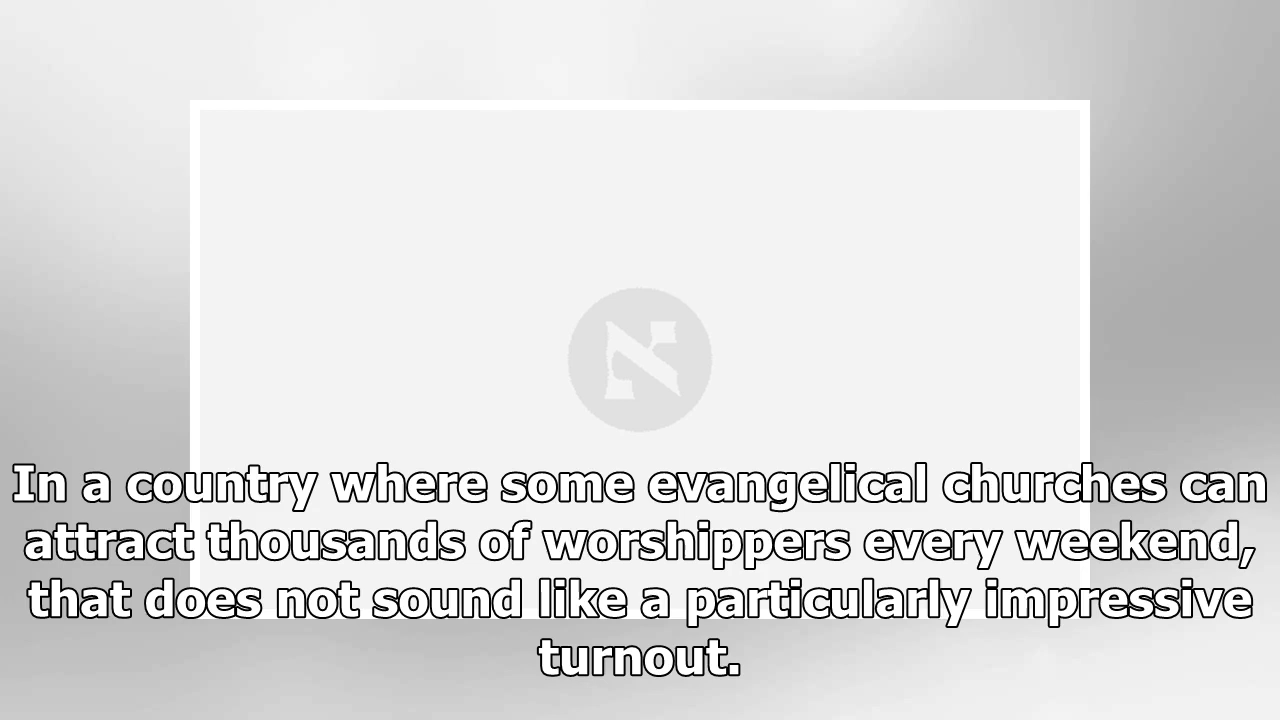 א
In a country where some evangelical churches can
attract thousands of worshippers every weekend,
that does not sound like a particularly impressive
turnout.